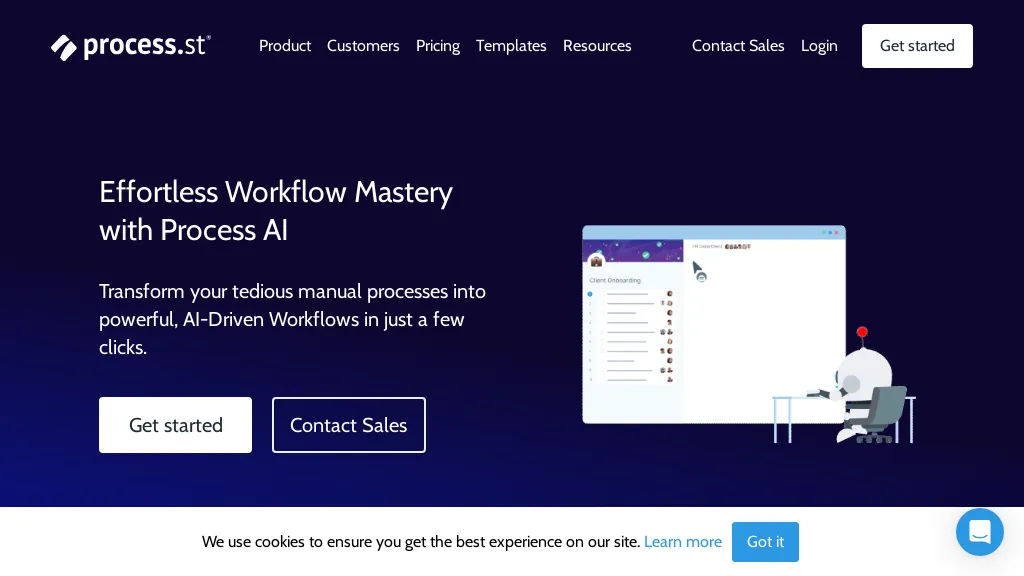 process.st®
Product Customers Pricing Templates Resources Contact Sales Login Get started
Effortless Workflow Mastery
with Process AI
Transform your tedious manual processes into
powerful, AI-Driven Workflows in just a few
clicks.
Get started Contact Sales
HR Department
Client Onboarding
We use cookies to ensure you get the best experience on our site. Learn more Got it